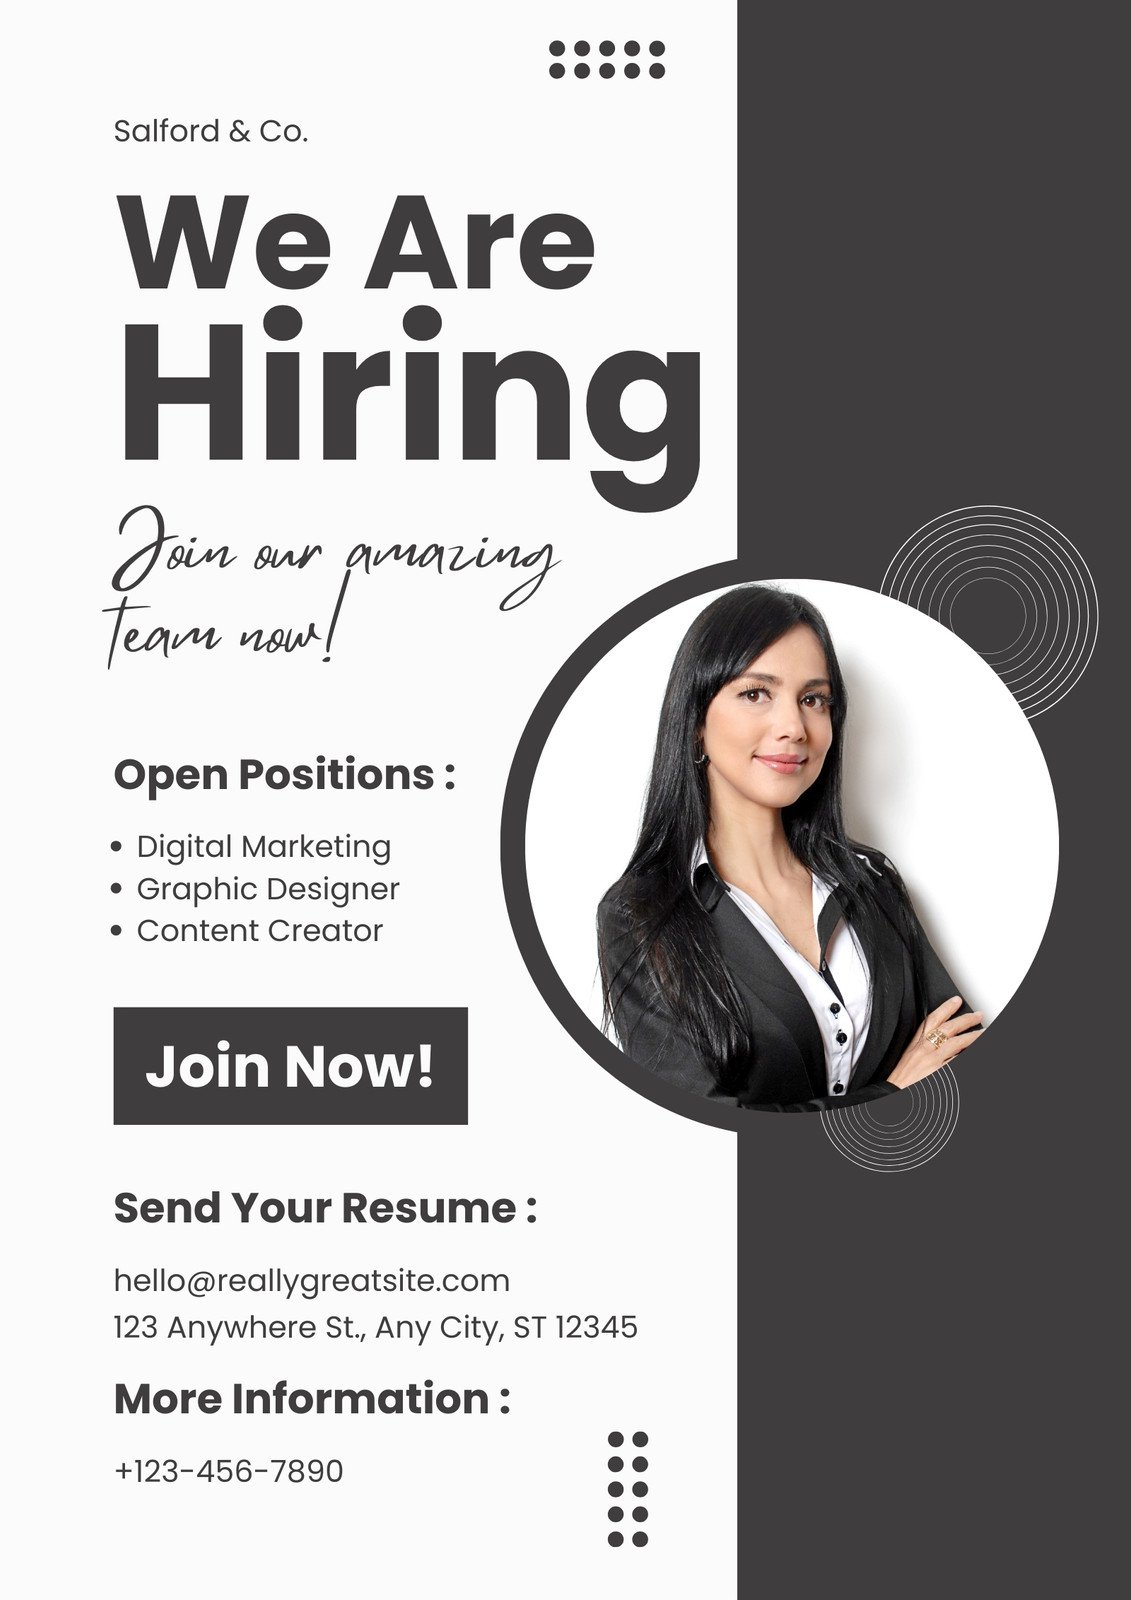 Salford & Co.
We Are
Hiring
Join our amazing
team now!
Open Positions :
• Digital Marketing
• Graphic Designer
• Content Creator
Join Now!
Send Your Resume :
hello@reallygreatsite.com
123 Anywhere St., Any City, ST 12345
More Information :
+123-456-7890